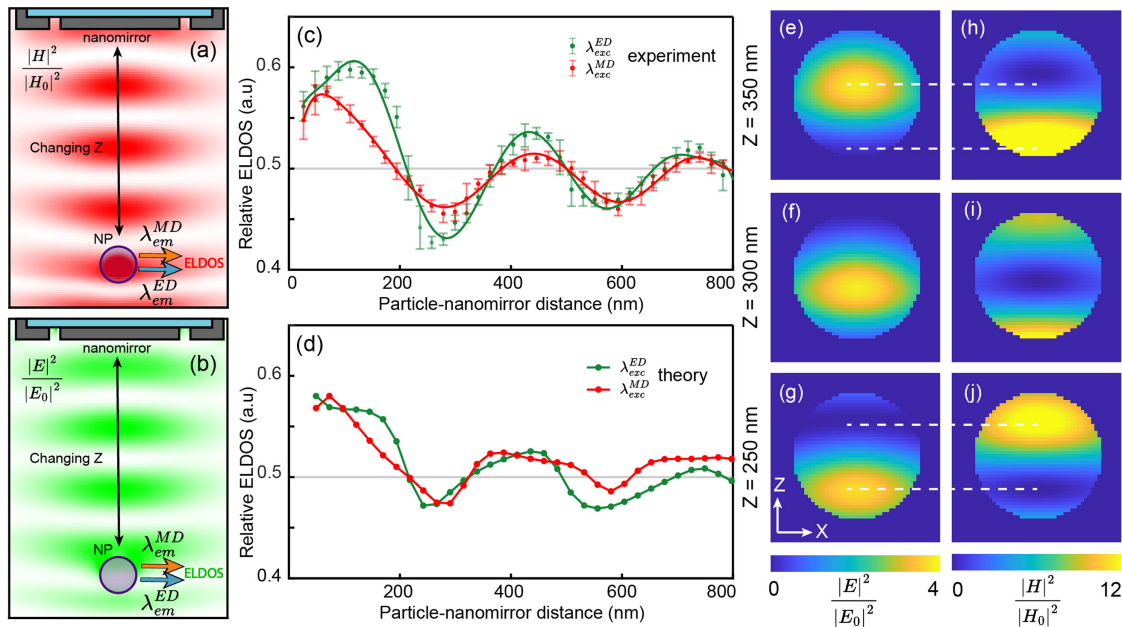 (a)
nanomirror
|H|²
|H₀|²
Changing Z
NP
λ_em^MD
ELDOS
λ_em^ED
(b)
nanomirror
|E|²
|E₀|²
Changing Z
NP
λ_em^MD
ELDOS
λ_em^ED
(c)
λ_exc^ED
λ_exc^MD
experiment
Relative ELDOS (a.u)
0.6
0.5
0.4
0 200 400 600 800
Particle-nanomirror distance (nm)
(d)
λ_exc^ED
λ_exc^MD
theory
Relative ELDOS (a.u)
0.6
0.5
0.4
0 200 400 600 800
Particle-nanomirror distance (nm)
Z = 350 nm
(e)
(h)
Z = 300 nm
(f)
(i)
Z = 250 nm
(g)
(j)
Z
X
0 |E|² 4
|E₀|²
0 |H|² 12
|H₀|²